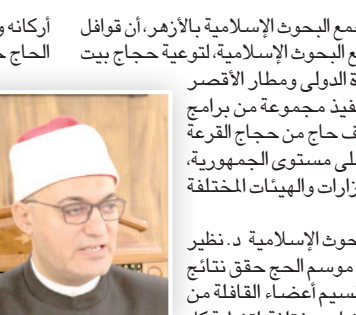 مجمع البحوث الإسلامية بالأزهر، أن قوافل
ع البحوث الإسلامية، لتوعية حجاج بيت
ة الدولى ومطار الأقصر
فيذ مجموعة من برامج
ف حاج من حجاج القرعة
لى مستوى الجمهورية،
زارات والهيئات المختلفة
حوث الإسلامية د. نظير
موسم الحج حقق نتائج
سيم أعضاء القافلة من
أركانه و
الحاج